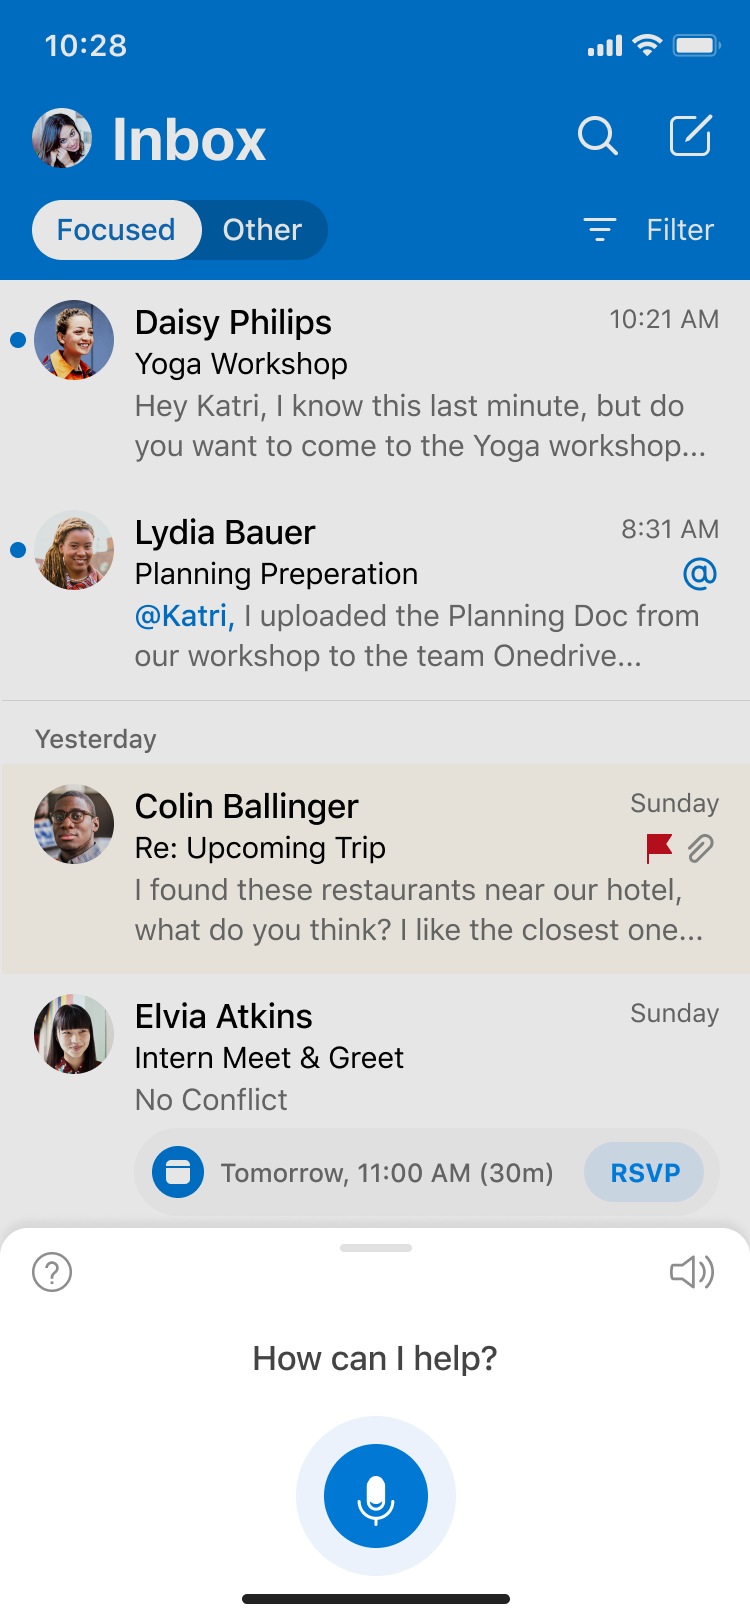 10:28
Inbox
Focused Other Filter
Daisy Philips 10:21 AM
Yoga Workshop
Hey Katri, I know this last minute, but do
you want to come to the Yoga workshop...
Lydia Bauer 8:31 AM
Planning Preperation @
@Katri, I uploaded the Planning Doc from
our workshop to the team Onedrive...
Yesterday
Colin Ballinger Sunday
Re: Upcoming Trip
I found these restaurants near our hotel,
what do you think? I like the closest one...
Elvia Atkins Sunday
Intern Meet & Greet
No Conflict
Tomorrow, 11:00 AM (30m) RSVP
?
How can I help?